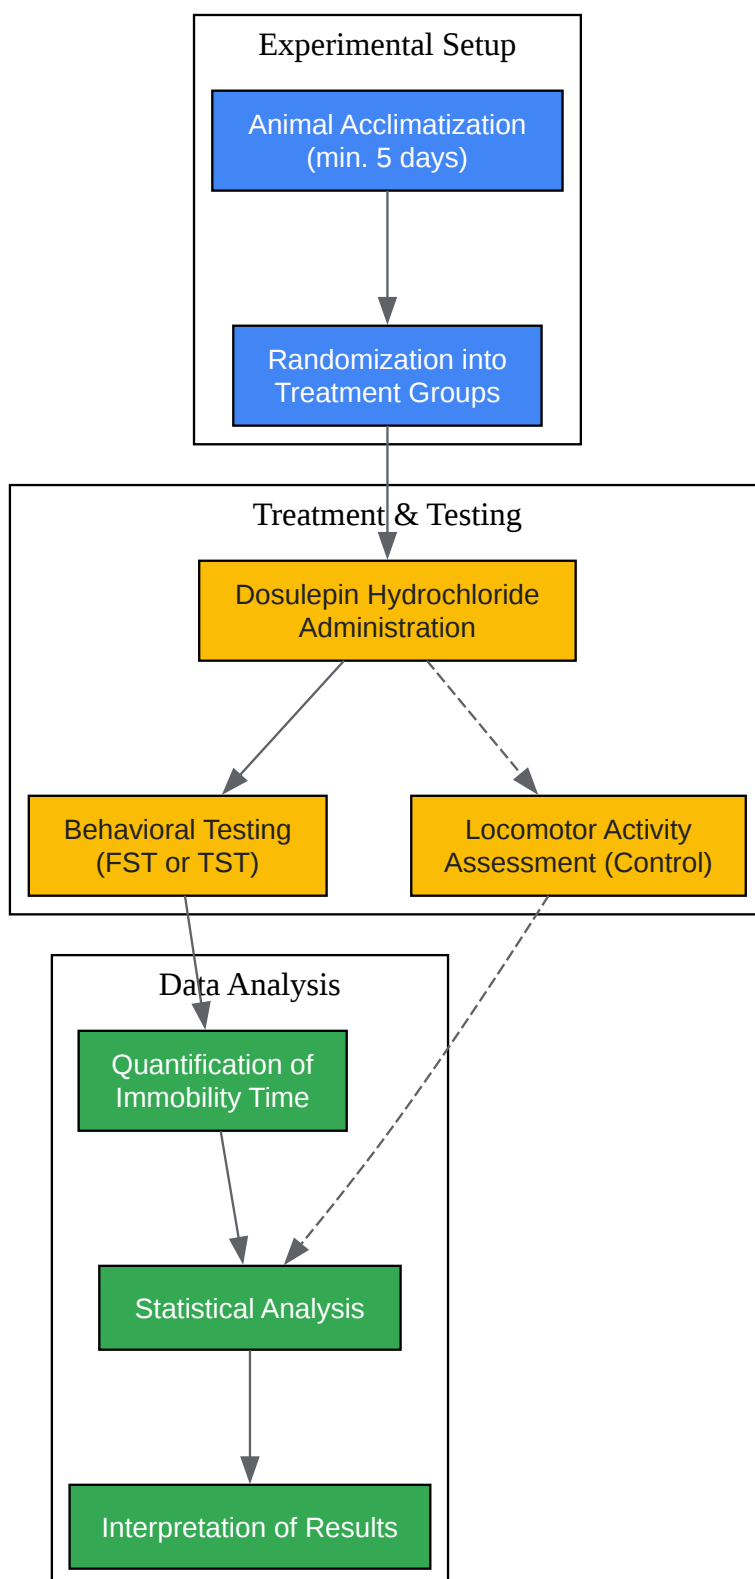 Experimental Setup
Animal Acclimatization
(min. 5 days)
Randomization into
Treatment Groups
Treatment & Testing
Dosulepin Hydrochloride
Administration
Behavioral Testing
(FST or TST)
Locomotor Activity
Assessment (Control)
Data Analysis
Quantification of
Immobility Time
Statistical Analysis
Interpretation of Results